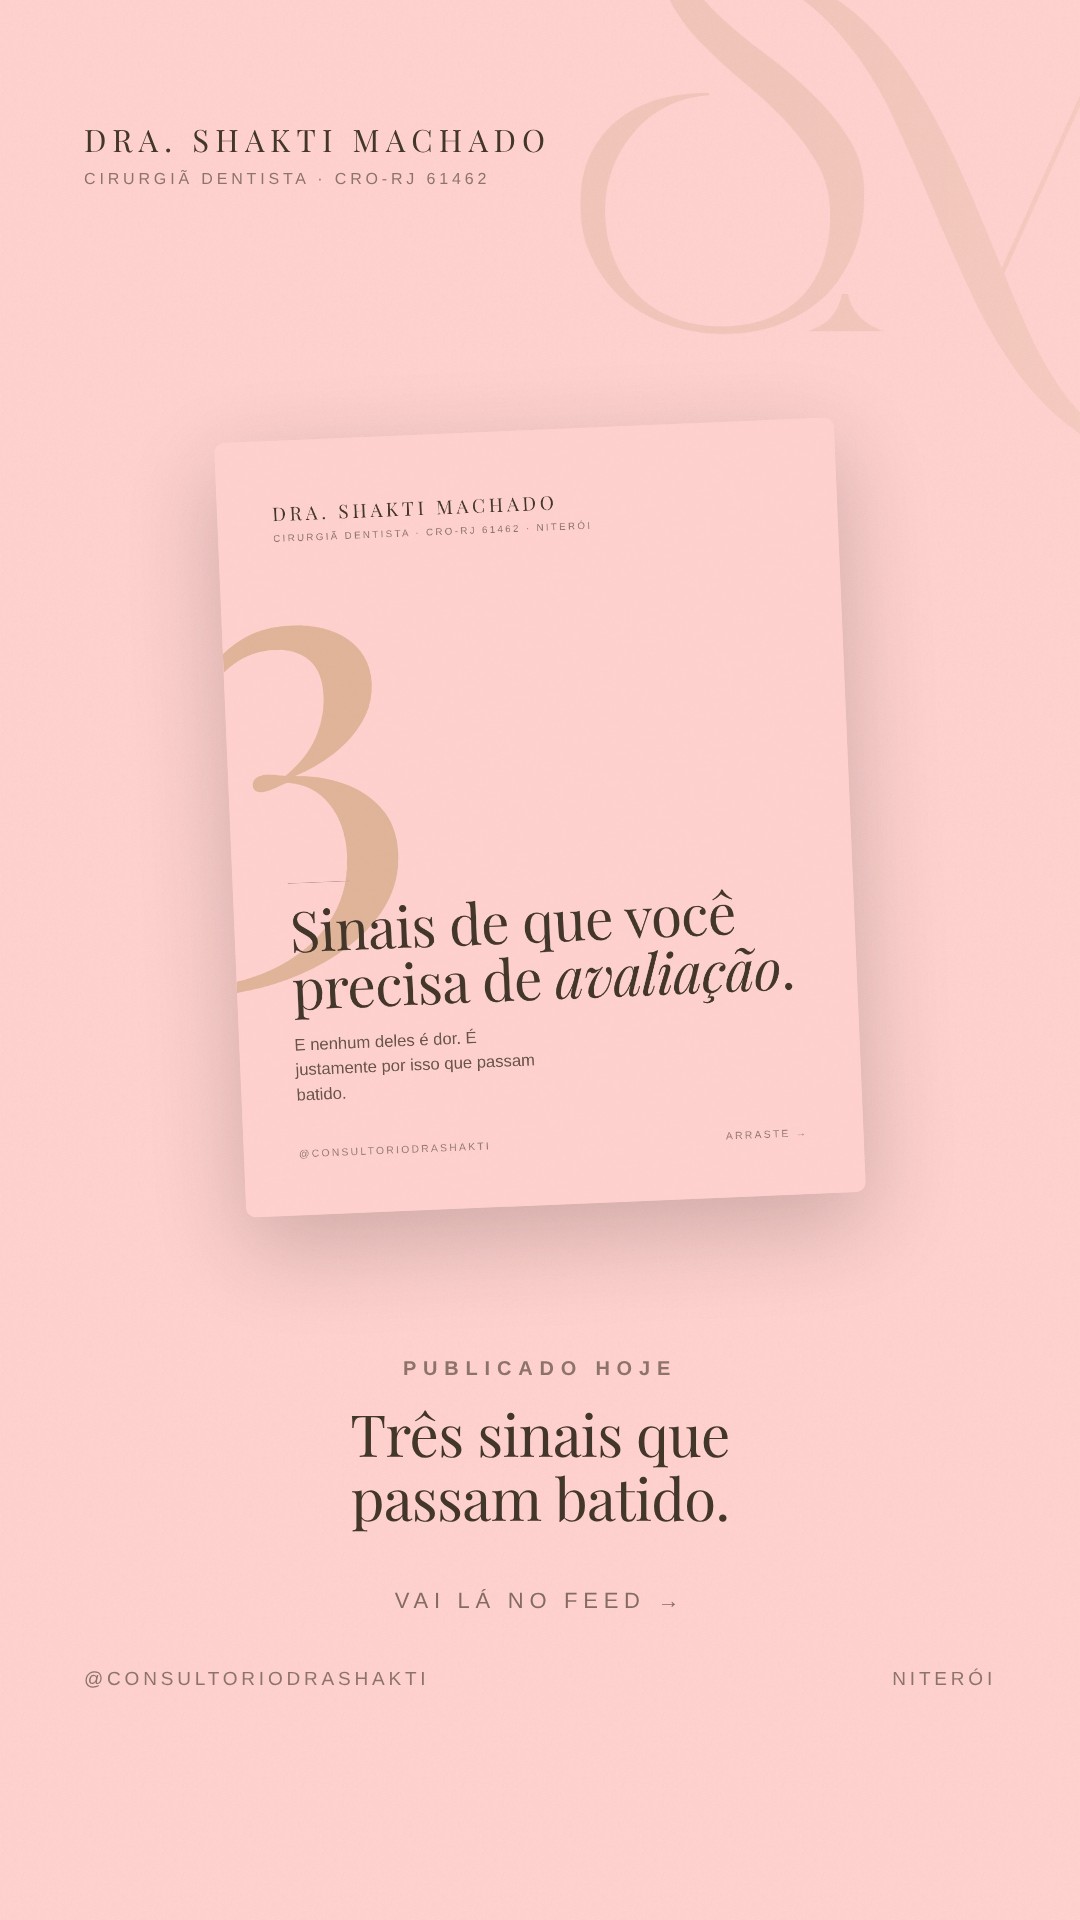 DRA. SHAKTI MACHADO
CIRURGIÃ DENTISTA · CRO-RJ 61462
DRA. SHAKTI MACHADO
CIRURGIÃ DENTISTA · CRO-RJ 61462 · NITERÓI
3
Sinais de que você
precisa de avaliação.
E nenhum deles é dor. É
justamente por isso que passam
batido.
@CONSULTORIODRASHAKTI
ARRASTE →
PUBLICADO HOJE
Três sinais que
passam batido.
VAI LÁ NO FEED →
@CONSULTORIODRASHAKTI
NITERÓI